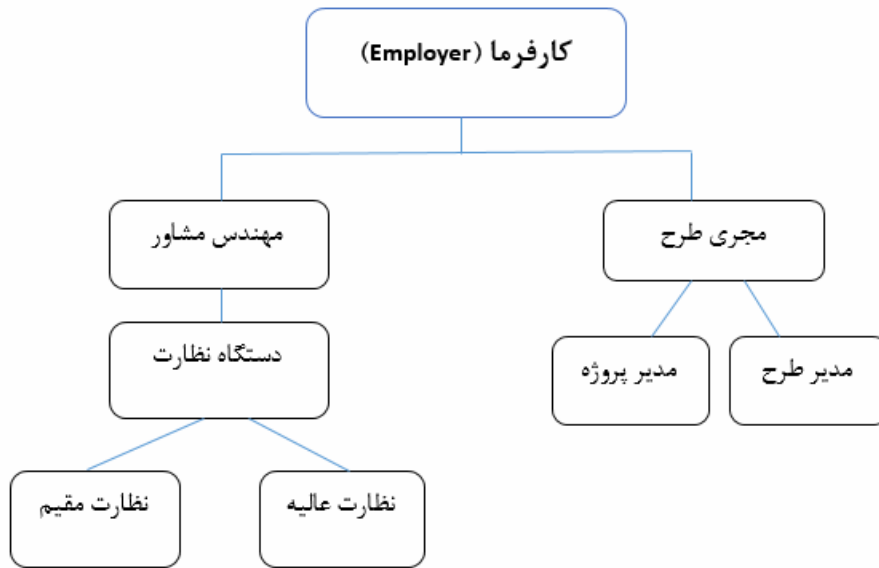 کارفرما (Employer)
مجری طرح
مهندس مشاور
دستگاه نظارت
مدیر طرح
مدیر پروژه
نظارت عالیه
نظارت مقیم